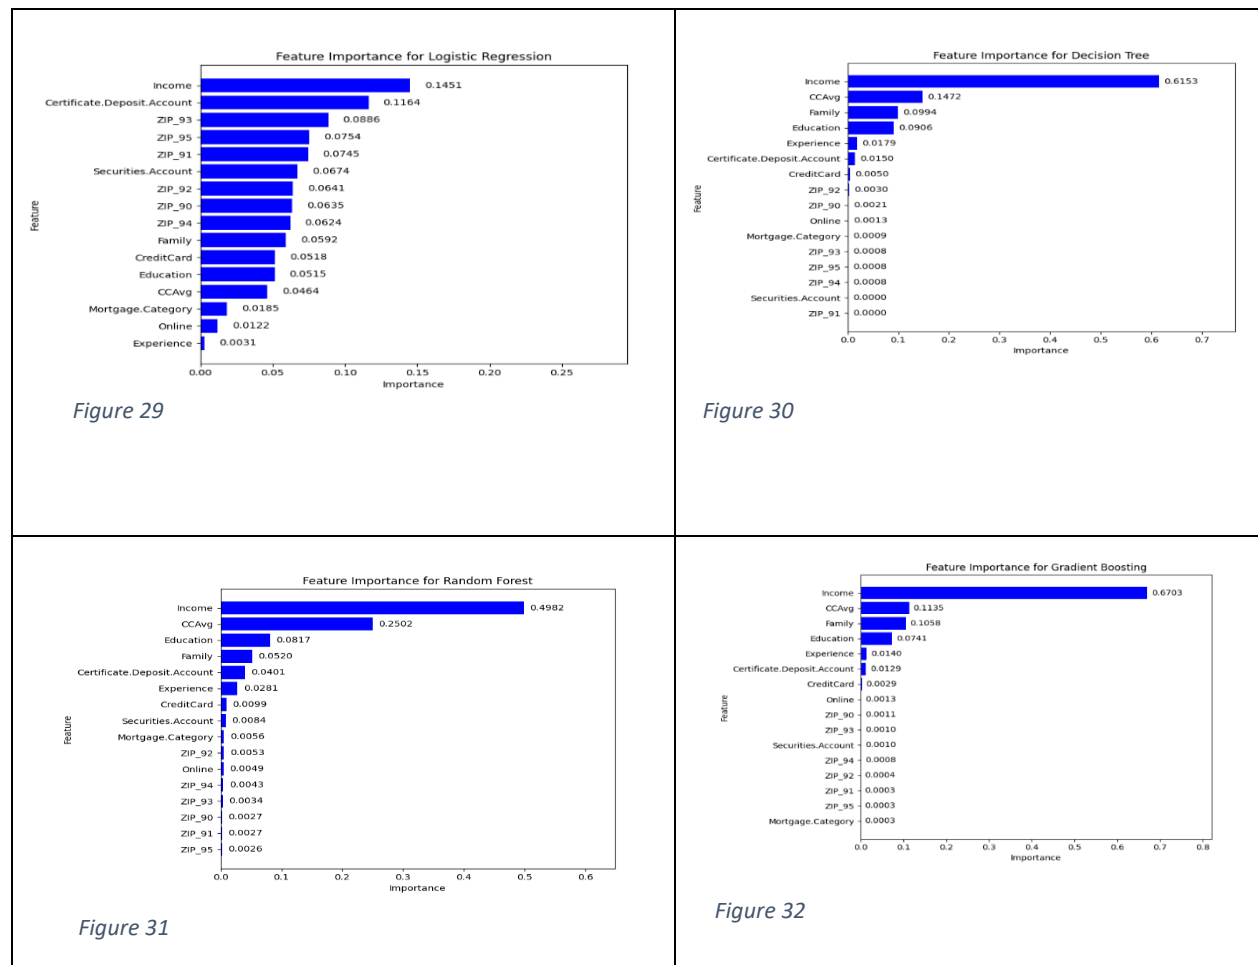 Feature Importance for Logistic Regression
Feature
Income 0.1451
Certificate.Deposit.Account 0.1164
ZIP_93 0.0886
ZIP_95 0.0754
ZIP_91 0.0745
Securities.Account 0.0674
ZIP_92 0.0641
ZIP_90 0.0635
ZIP_94 0.0624
Family 0.0592
CreditCard 0.0518
Education 0.0515
CCAvg 0.0464
Mortgage.Category 0.0185
Online 0.0122
Experience 0.0031
0.00 0.05 0.10 0.15 0.20 0.25
Importance
Figure 29
Feature Importance for Decision Tree
Feature
Income 0.6153
CCAvg 0.1472
Family 0.0994
Education 0.0906
Experience 0.0179
Certificate.Deposit.Account 0.0150
CreditCard 0.0050
ZIP_92 0.0030
ZIP_90 0.0021
Online 0.0013
Mortgage.Category 0.0009
ZIP_93 0.0008
ZIP_95 0.0008
ZIP_94 0.0008
Securities.Account 0.0000
ZIP_91 0.0000
0.0 0.1 0.2 0.3 0.4 0.5 0.6 0.7
Importance
Figure 30
Feature Importance for Random Forest
Feature
Income 0.4982
CCAvg 0.2502
Education 0.0817
Family 0.0520
Certificate.Deposit.Account 0.0401
Experience 0.0281
CreditCard 0.0099
Securities.Account 0.0084
Mortgage.Category 0.0056
ZIP_92 0.0053
Online 0.0049
ZIP_94 0.0043
ZIP_93 0.0034
ZIP_90 0.0027
ZIP_91 0.0027
ZIP_95 0.0026
0.0 0.1 0.2 0.3 0.4 0.5 0.6
Importance
Figure 31
Feature Importance for Gradient Boosting
Feature
Income 0.6703
CCAvg 0.1135
Family 0.1058
Education 0.0741
Experience 0.0140
Certificate.Deposit.Account 0.0129
CreditCard 0.0029
Online 0.0013
ZIP_90 0.0011
ZIP_93 0.0010
Securities.Account 0.0010
ZIP_94 0.0008
ZIP_92 0.0004
ZIP_91 0.0003
ZIP_95 0.0003
Mortgage.Category 0.0003
0.0 0.1 0.2 0.3 0.4 0.5 0.6 0.7 0.8
Importance
Figure 32